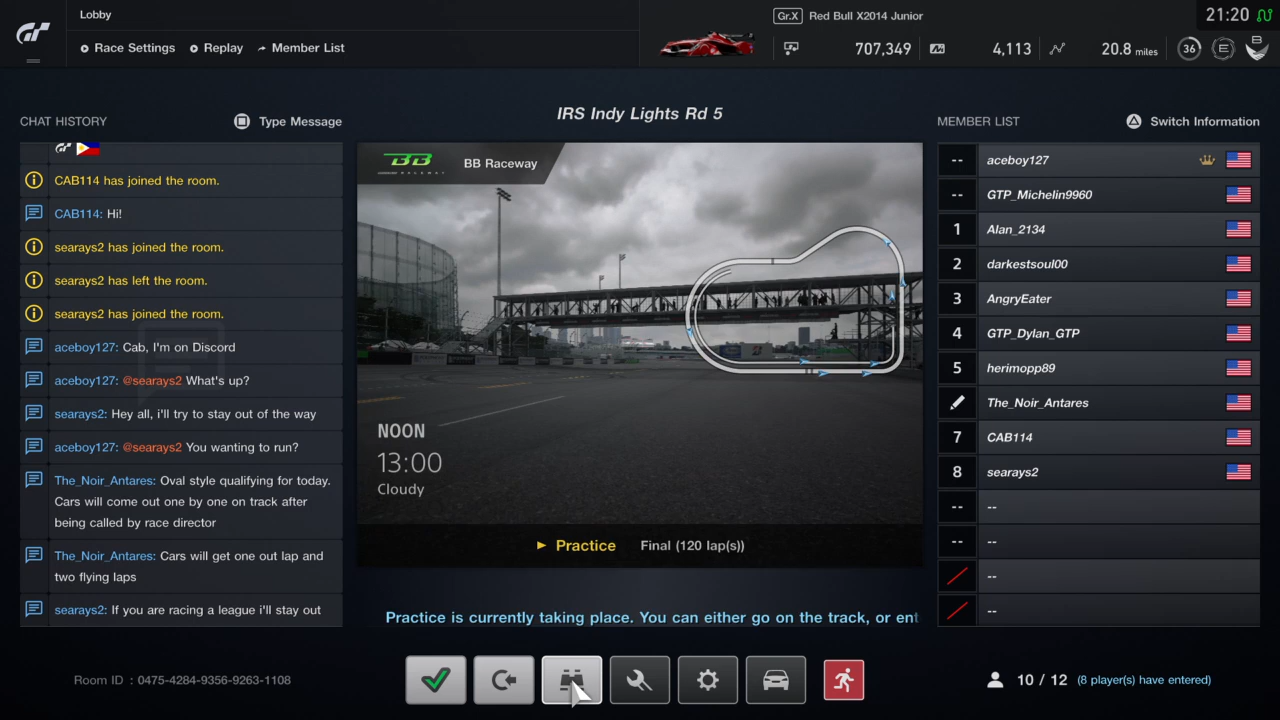 Lobby
Race Settings
Replay
Member List
Gr.X
Red Bull X2014 Junior
21:20
707,349
4,113
20.8 miles
36
E
B
CHAT HISTORY
Type Message
CAB114 has joined the room.
CAB114: Hi!
searays2 has joined the room.
searays2 has left the room.
searays2 has joined the room.
aceboy127: Cab, I'm on Discord
aceboy127: @searays2 What's up?
searays2: Hey all, i'll try to stay out of the way
aceboy127: @searays2 You wanting to run?
The_Noir_Antares: Oval style qualifying for today.
Cars will come out one by one on track after
being called by race director
The_Noir_Antares: Cars will get one out lap and
two flying laps
searays2: If you are racing a league i'll stay out
IRS Indy Lights Rd 5
BB
RACEWAY
BB Raceway
NOON
13:00
Cloudy
Practice
Final (120 lap(s))
Practice is currently taking place. You can either go on the track, or ent
MEMBER LIST
Switch Information
-- aceboy127
-- GTP_Michelin9960
1 Alan_2134
2 darkestsoul00
3 AngryEater
4 GTP_Dylan_GTP
5 herimopp89
The_Noir_Antares
7 CAB114
8 searays2
-- --
-- --
--
--
Room ID : 0475-4284-9356-9263-1108
10 / 12 (8 player(s) have entered)